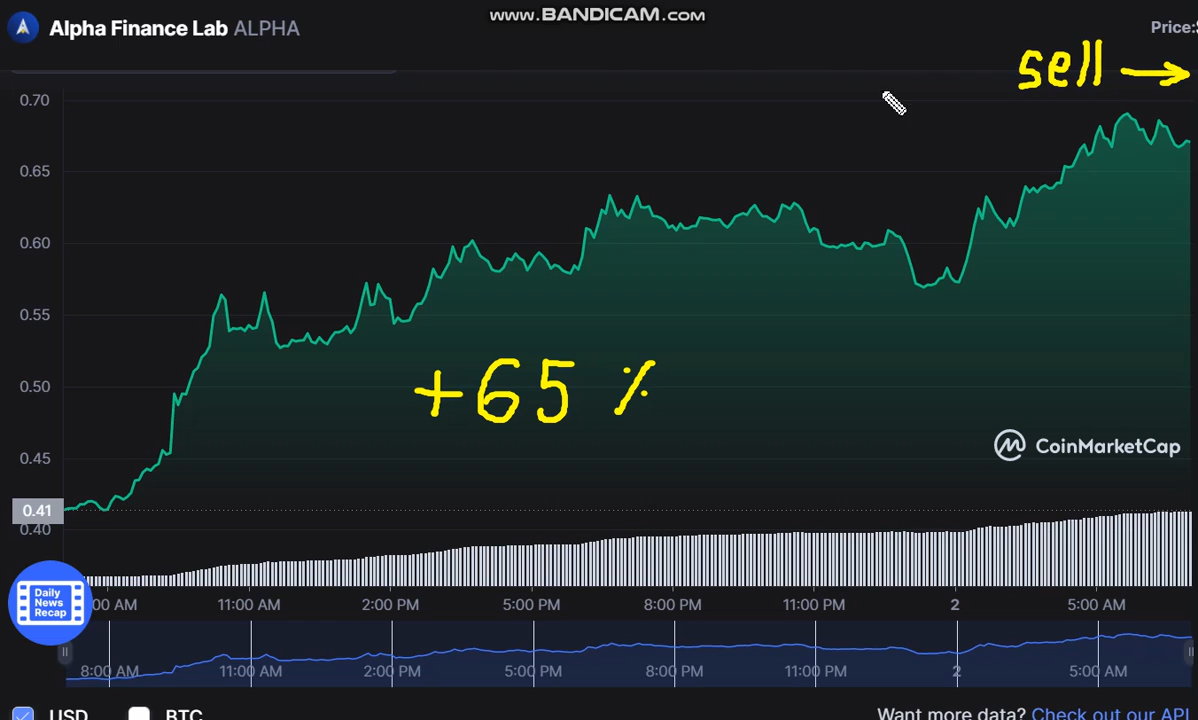 www.BANDICAM.com
Alpha Finance Lab ALPHA
Price:$
sell →
0.70
0.65
0.60
0.55
0.50
+65 %
0.45
CoinMarketCap
0.41
0.40
Daily
News
Recap
:00 AM 11:00 AM 2:00 PM 5:00 PM 8:00 PM 11:00 PM 2 5:00 AM
8:00 AM 11:00 AM 2:00 PM 5:00 PM 8:00 PM 11:00 PM 2 5:00 AM
USD BTC
Want more data? Check out our API